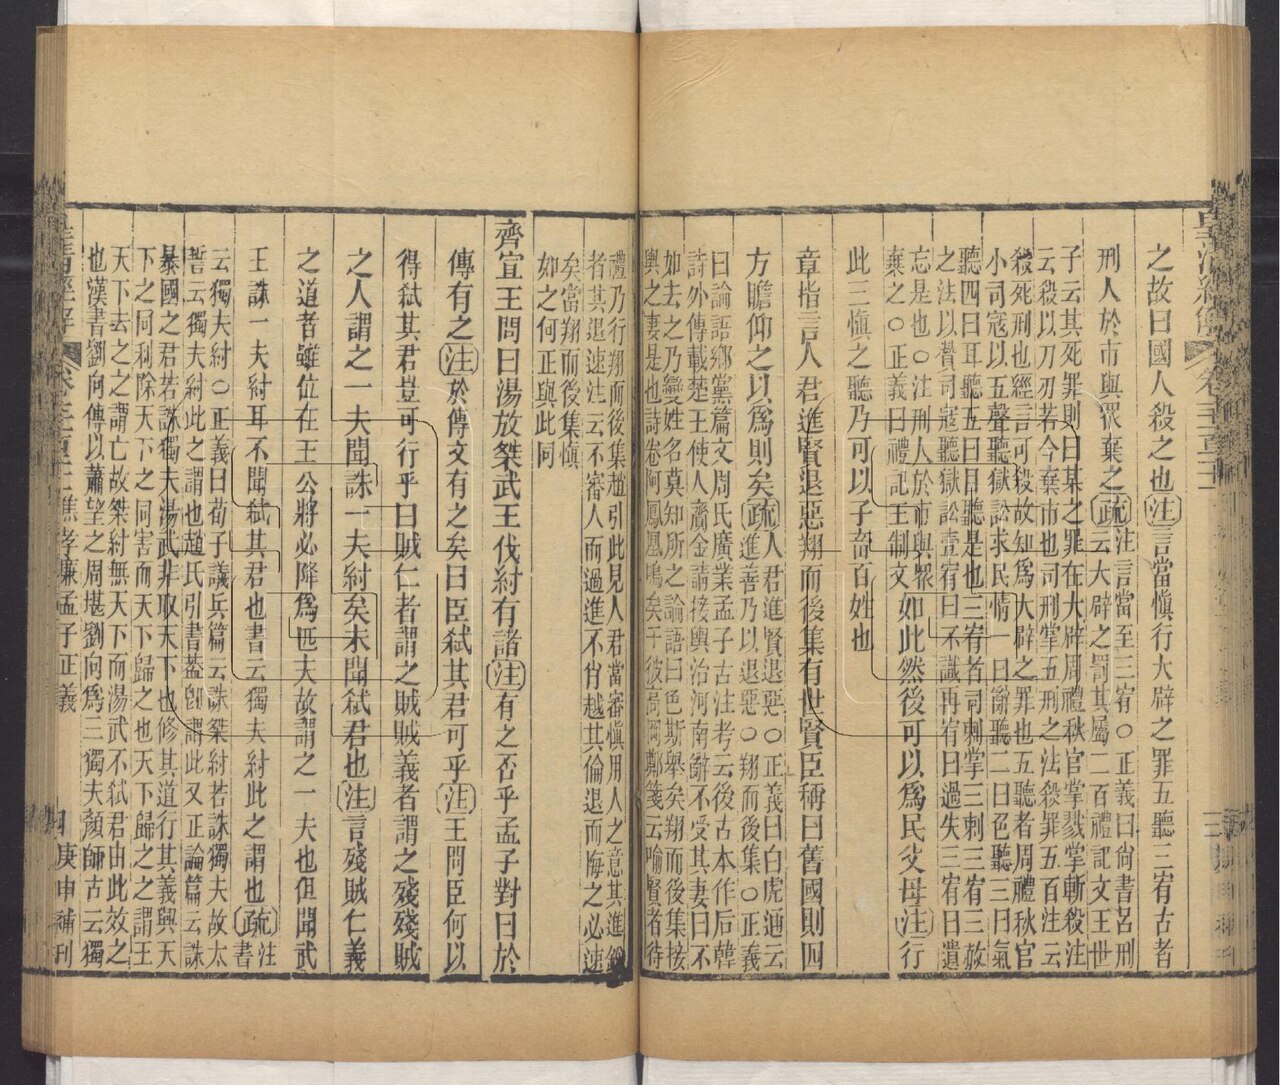 之故曰國人殺之也注言當慎行大辟之罪五聽三宥古者
刑人於市與眾棄之疏
注言當至三宥○正義曰尚書呂刑
云大辟之罰其屬二百禮記文王世
子云其死罪則曰某之罪在大辟周禮秋官掌戮掌斬殺注
云殺以刀刃若今棄市也司刑掌五刑之法殺罪五百注云
殺死刑也經言可殺故知為大辟之罪也五聽者周禮秋官
小司寇以五聲聽獄訟求民情一曰辭聽二曰色聽三曰氣
聽四曰耳聽五曰目聽是也三宥者司刺掌三刺三宥三赦
之法以贊司寇聽獄訟壹宥曰不識再宥曰過失三宥曰遺
忘是也○注刑人於市與眾
棄之○正義曰禮記王制文
如此然後可以為民父母注行
此三慎之聽乃可以子畜百姓也
章指言人君進賢退惡翔而後集有世賢臣稱曰舊國則四
方瞻仰之以為則矣疏
人君進賢退惡○正義曰白虎通云
進善乃以退惡○翔而後集○正義
曰論語鄉黨篇文周氏廣業孟子古注考云後古本作后韓
詩外傳載楚王使人齎金請接輿治河南辭不受其妻曰不
如去之乃變姓名莫知所之論語曰色斯舉矣翔而後集接
輿之妻是也詩卷阿鳳凰鳴矣于彼高岡鄭箋云喻賢者待
禮乃行翔而後集趙引此見人君當審慎用人之意其進銳
者其退速注云不審人而過進不肖越其倫退而悔之必速
矣當翔而後集慎
如之何正與此同
齊宣王問曰湯放桀武王伐紂有諸注有之否乎孟子對曰於
傳有之注於傳文有之矣曰臣弒其君可乎注王問臣何以
得弒其君豈可行乎曰賊仁者謂之賊賊義者謂之殘殘賊
之人謂之一夫聞誅一夫紂矣未聞弒君也注言殘賊仁義
之道者雖位在王公將必降為匹夫故謂之一夫也但聞武
王誅一夫紂耳不聞弒其君也書云獨夫紂此之謂也疏
注書
云獨夫紂○正義曰荀子議兵篇云誅桀紂若誅獨夫故太
誓云獨夫紂此之謂也趙氏引書蓋卽謂此又正論篇云誅
暴國之君若誅獨夫湯武非取天下也修其道行其義興天
下之同利除天下之同害而天下歸之也天下歸之之謂王
天下去之之謂亡故桀紂無天下而湯武不弒君由此效之
也漢書劉向傳以蕭望之周堪劉向為三獨夫顏師古云獨
焦孝廉孟子正義
四
庚申補刊